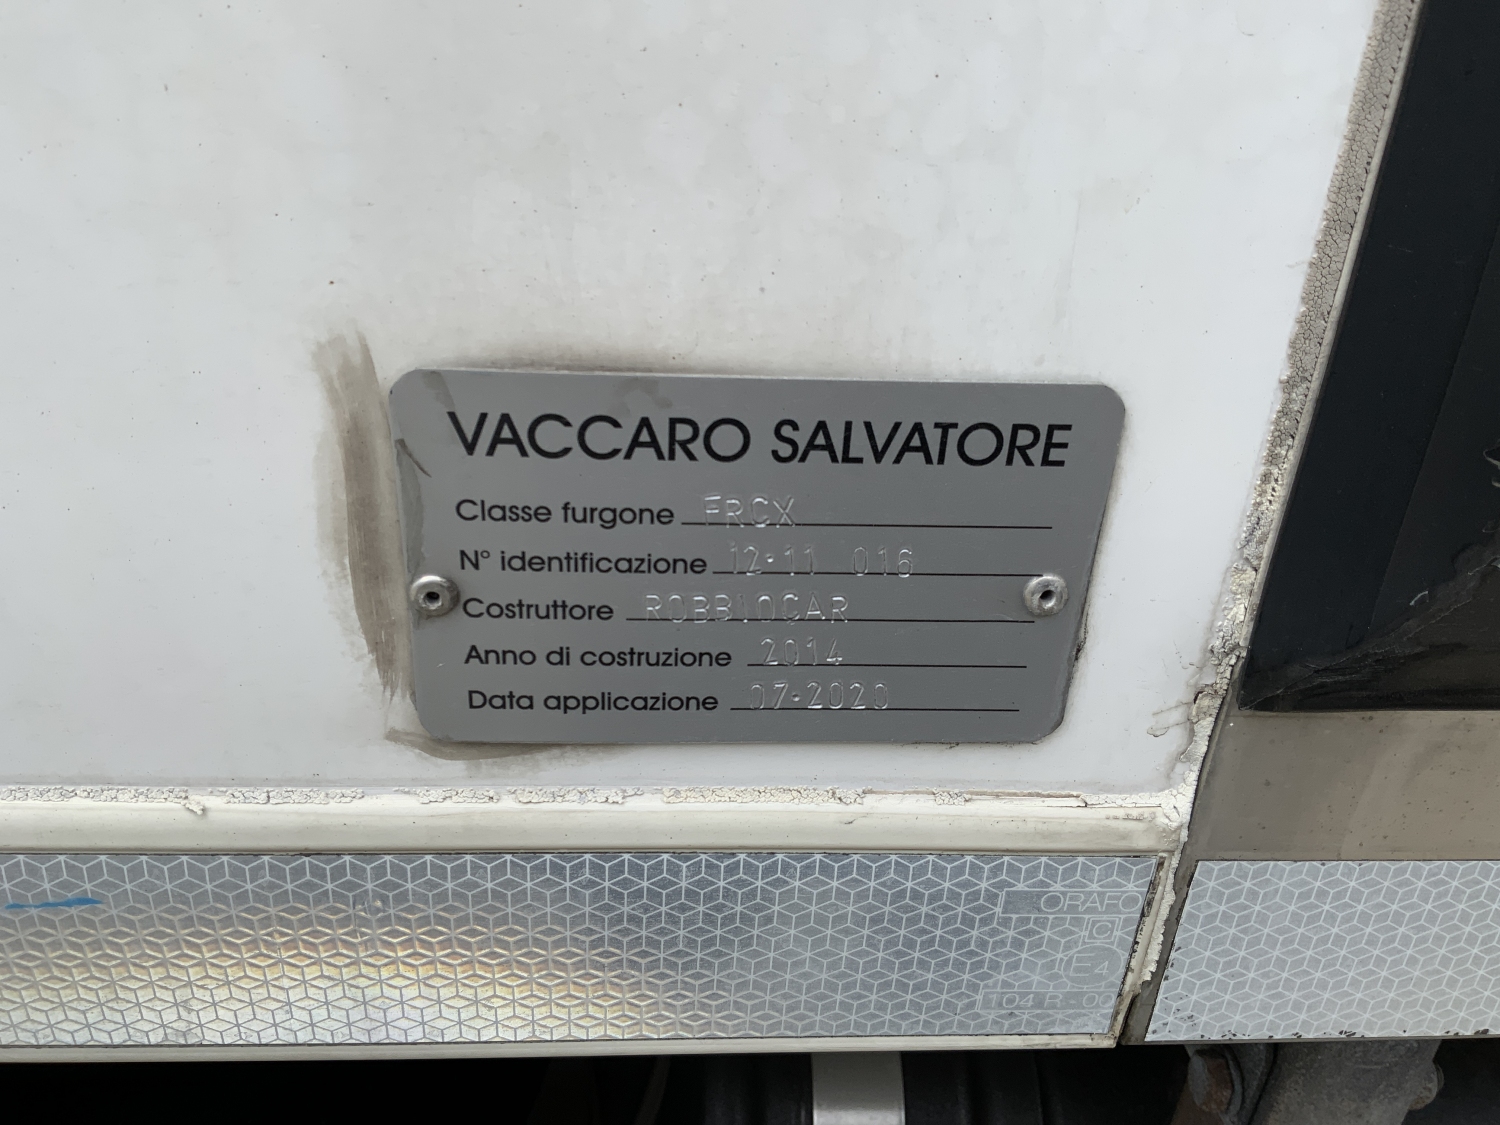 VACCARO SALVATORE
Classe furgone FRCX
N° identificazione 12·11 016
Costruttore ROBBIOCAR
Anno di costruzione 2014
Data applicazione 07·2020
ORAFO
C
E4
104 R - 00